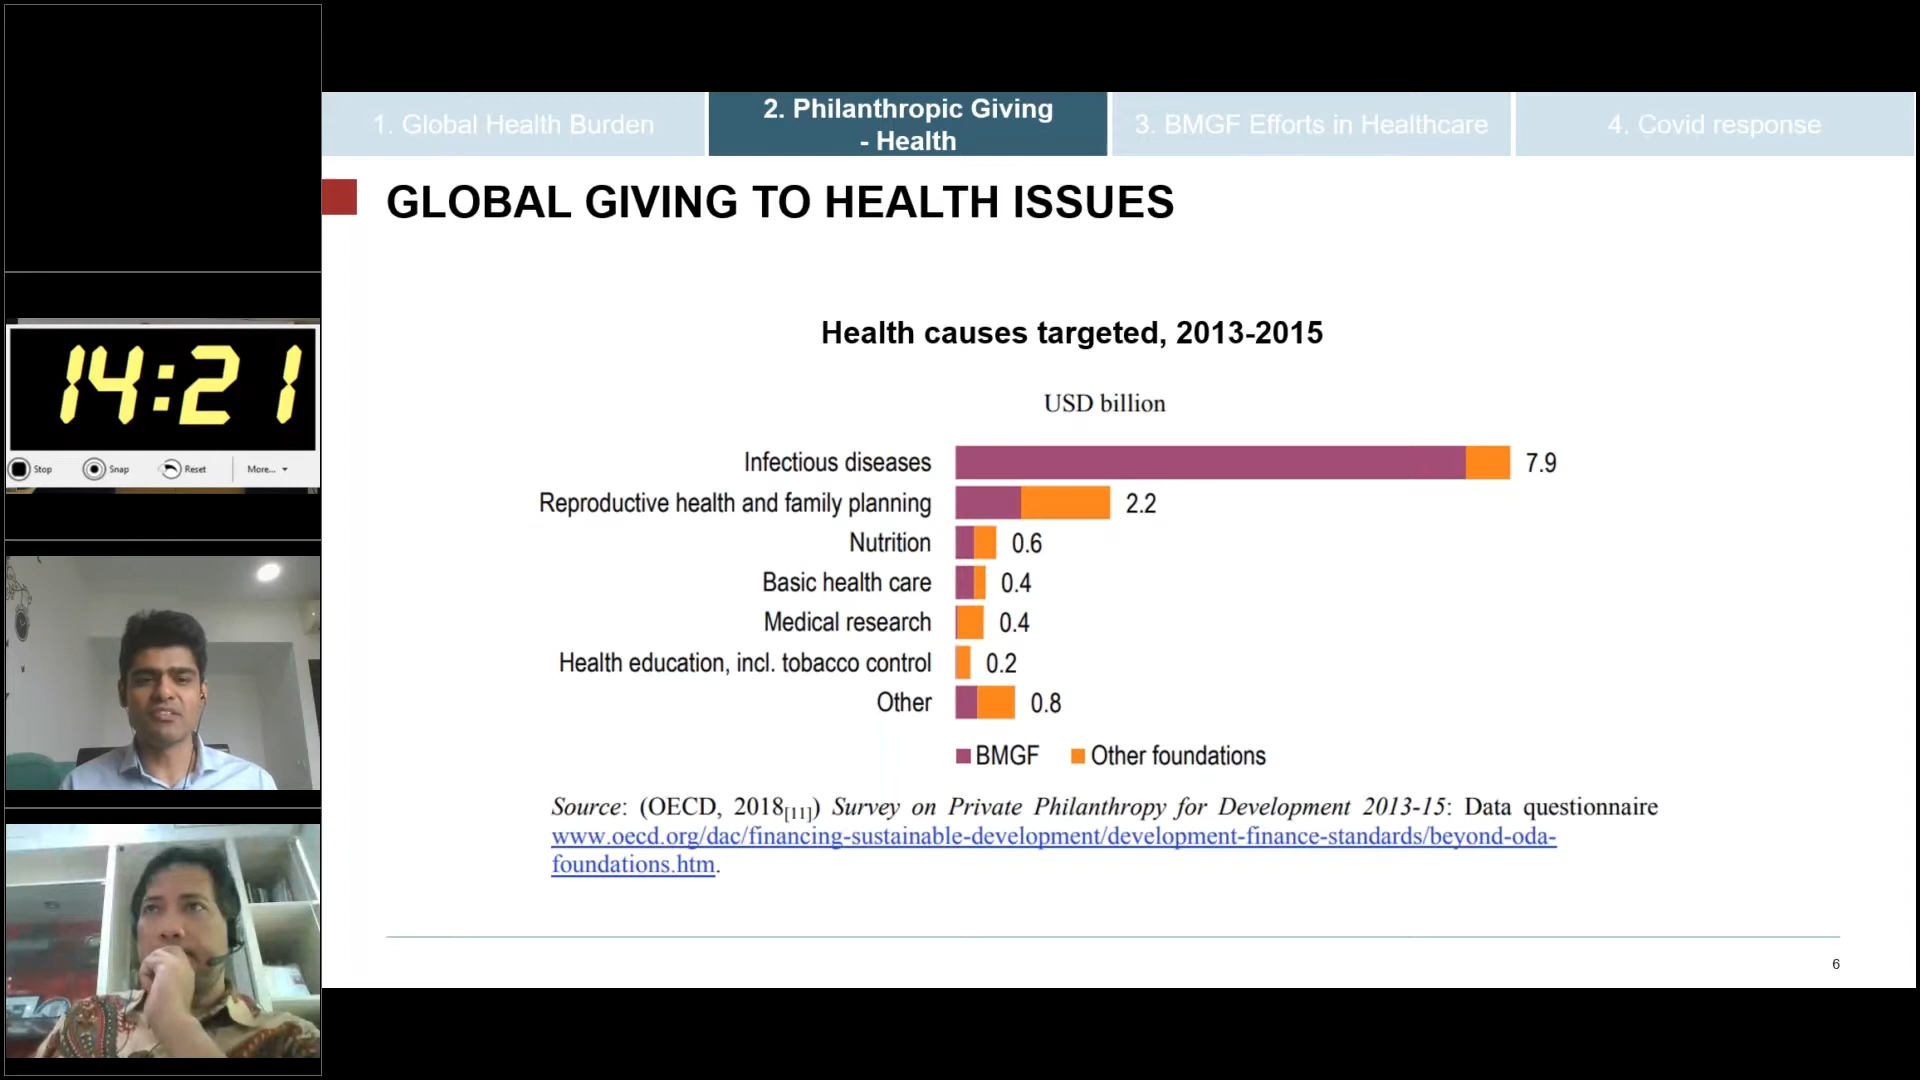 1. Global Health Burden
2. Philanthropic Giving
- Health
3. BMGF Efforts in Healthcare
4. Covid response
GLOBAL GIVING TO HEALTH ISSUES
14:21
Stop
Snap
Reset
More...
Health causes targeted, 2013-2015
USD billion
Infectious diseases 7.9
Reproductive health and family planning 2.2
Nutrition 0.6
Basic health care 0.4
Medical research 0.4
Health education, incl. tobacco control 0.2
Other 0.8
BMGF Other foundations
Source: (OECD, 2018[11]) Survey on Private Philanthropy for Development 2013-15: Data questionnaire
www.oecd.org/dac/financing-sustainable-development/development-finance-standards/beyond-oda-
foundations.htm.
6